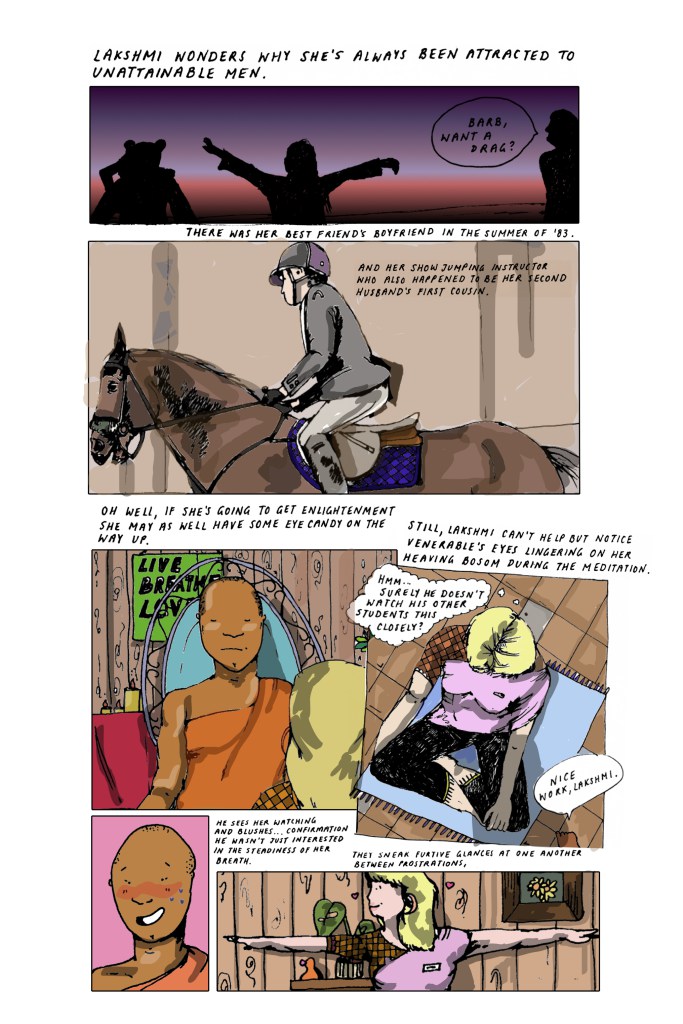 LAKSHMI WONDERS WHY SHE'S ALWAYS BEEN ATTRACTED TO
UNATTAINABLE MEN.
BARB,
WANT A
DRAG?
THERE WAS HER BEST FRIEND'S BOYFRIEND IN THE SUMMER OF '83.
AND HER SHOW JUMPING INSTRUCTOR
WHO ALSO HAPPENED TO BE HER SECOND
HUSBAND'S FIRST COUSIN.
OH WELL, IF SHE'S GOING TO GET ENLIGHTENMENT
SHE MAY AS WELL HAVE SOME EYE CANDY ON THE
WAY UP.
LIVE
BREATHE
STILL, LAKSHMI CAN'T HELP BUT NOTICE
VENERABLE'S EYES LINGERING ON HER
HEAVING BOSOM DURING THE MEDITATION.
HMM...
SURELY HE DOESN'T
WATCH HIS OTHER
STUDENTS THIS
CLOSELY?
NICE
WORK, LAKSHMI.
HE SEES HER WATCHING
AND BLUSHES... CONFIRMATION
HE WASN'T JUST INTERESTED
IN THE STEADINESS OF HER
BREATH.
THEY SNEAK FURTIVE GLANCES AT ONE ANOTHER
BETWEEN PROSTRATIONS,